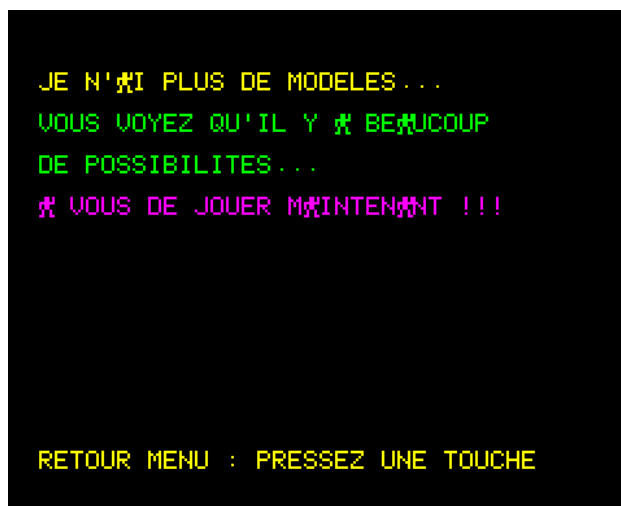 JE N'AI PLUS DE MODELES...
VOUS VOYEZ QU'IL Y A BEAUCOUP
DE POSSIBILITES...
A VOUS DE JOUER MAINTENANT !!!
RETOUR MENU : PRESSEZ UNE TOUCHE